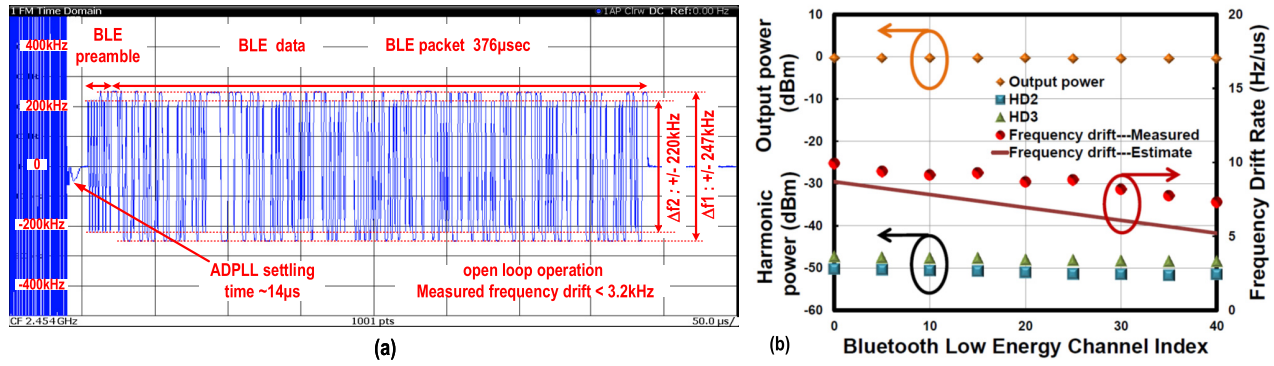 1 FM Time Domain
1AP Clrw DC Ref:0.00 Hz
400kHz
200kHz
0
-200kHz
-400kHz
BLE
preamble
BLE data
BLE packet 376µsec
Δf2 : +/- 220kHz
Δf1 : +/- 247kHz
ADPLL settling
time ~14µs
open loop operation
Measured frequency drift < 3.2kHz
CF 2.454 GHz
1001 pts
50.0 µs/
(a)
Output power
(dBm)
Harmonic
power (dBm)
10
0
-10
-20
-30
-40
-50
-60
Output power
HD2
HD3
Frequency drift---Measured
Frequency drift---Estimate
20
15
10
5
0
Frequency Drift Rate (Hz/us)
0
10
20
30
40
(b)
Bluetooth Low Energy Channel Index